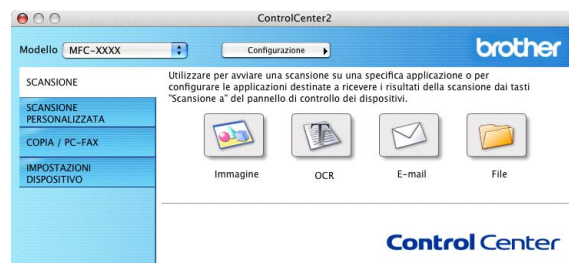 ControlCenter2
Modello MFC-XXXX Configurazione brother
SCANSIONE
SCANSIONE
PERSONALIZZATA
COPIA / PC-FAX
IMPOSTAZIONI
DISPOSITIVO
Utilizzare per avviare una scansione su una specifica applicazione o per
configurare le applicazioni destinate a ricevere i risultati della scansione dai tasti
"Scansione a" del pannello di controllo dei dispositivi.
Immagine OCR E-mail File
Control Center